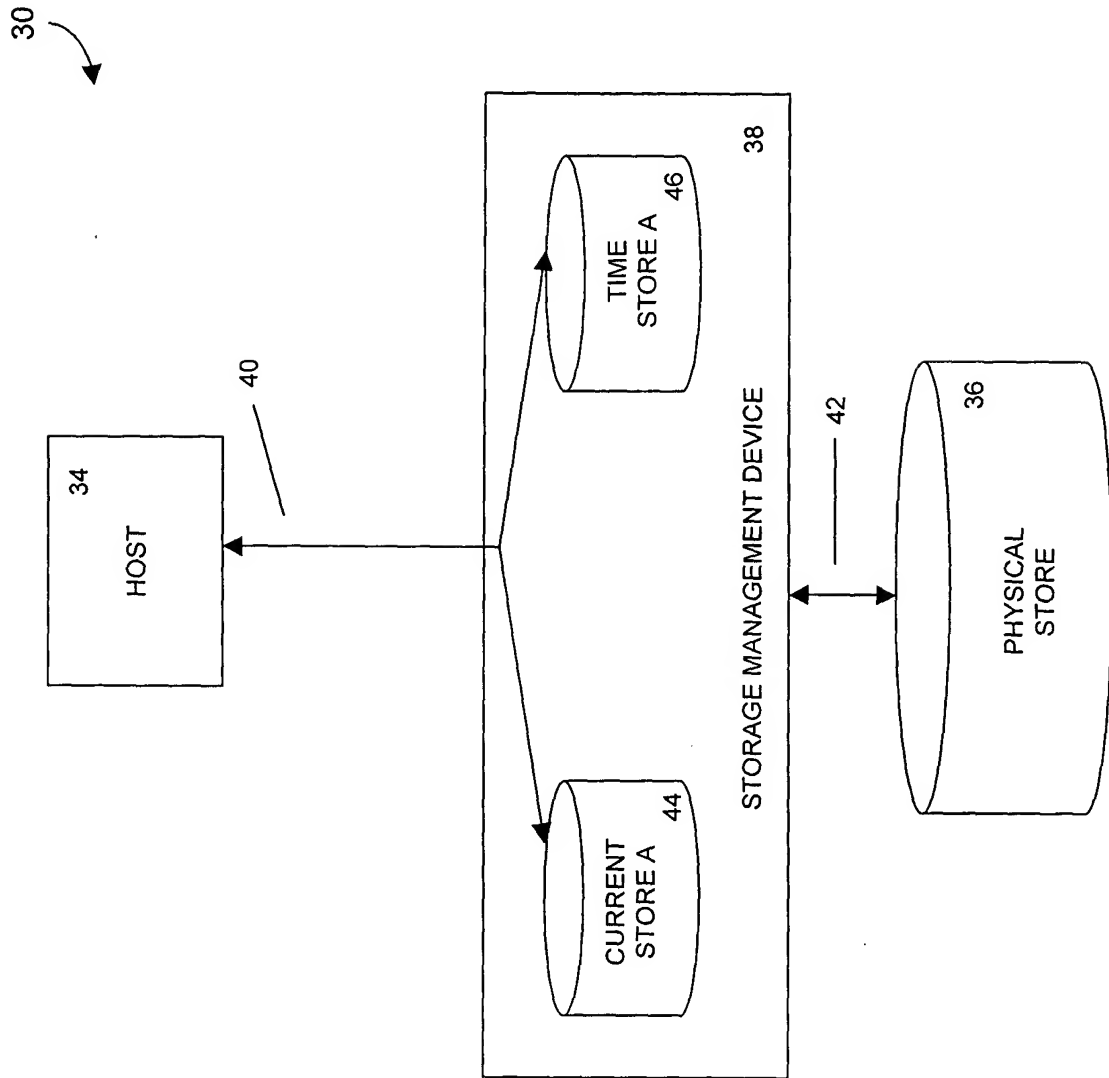 30
34
HOST
40
CURRENT
STORE A
44
TIME
STORE A
46
38
STORAGE MANAGEMENT DEVICE
42
36
PHYSICAL
STORE